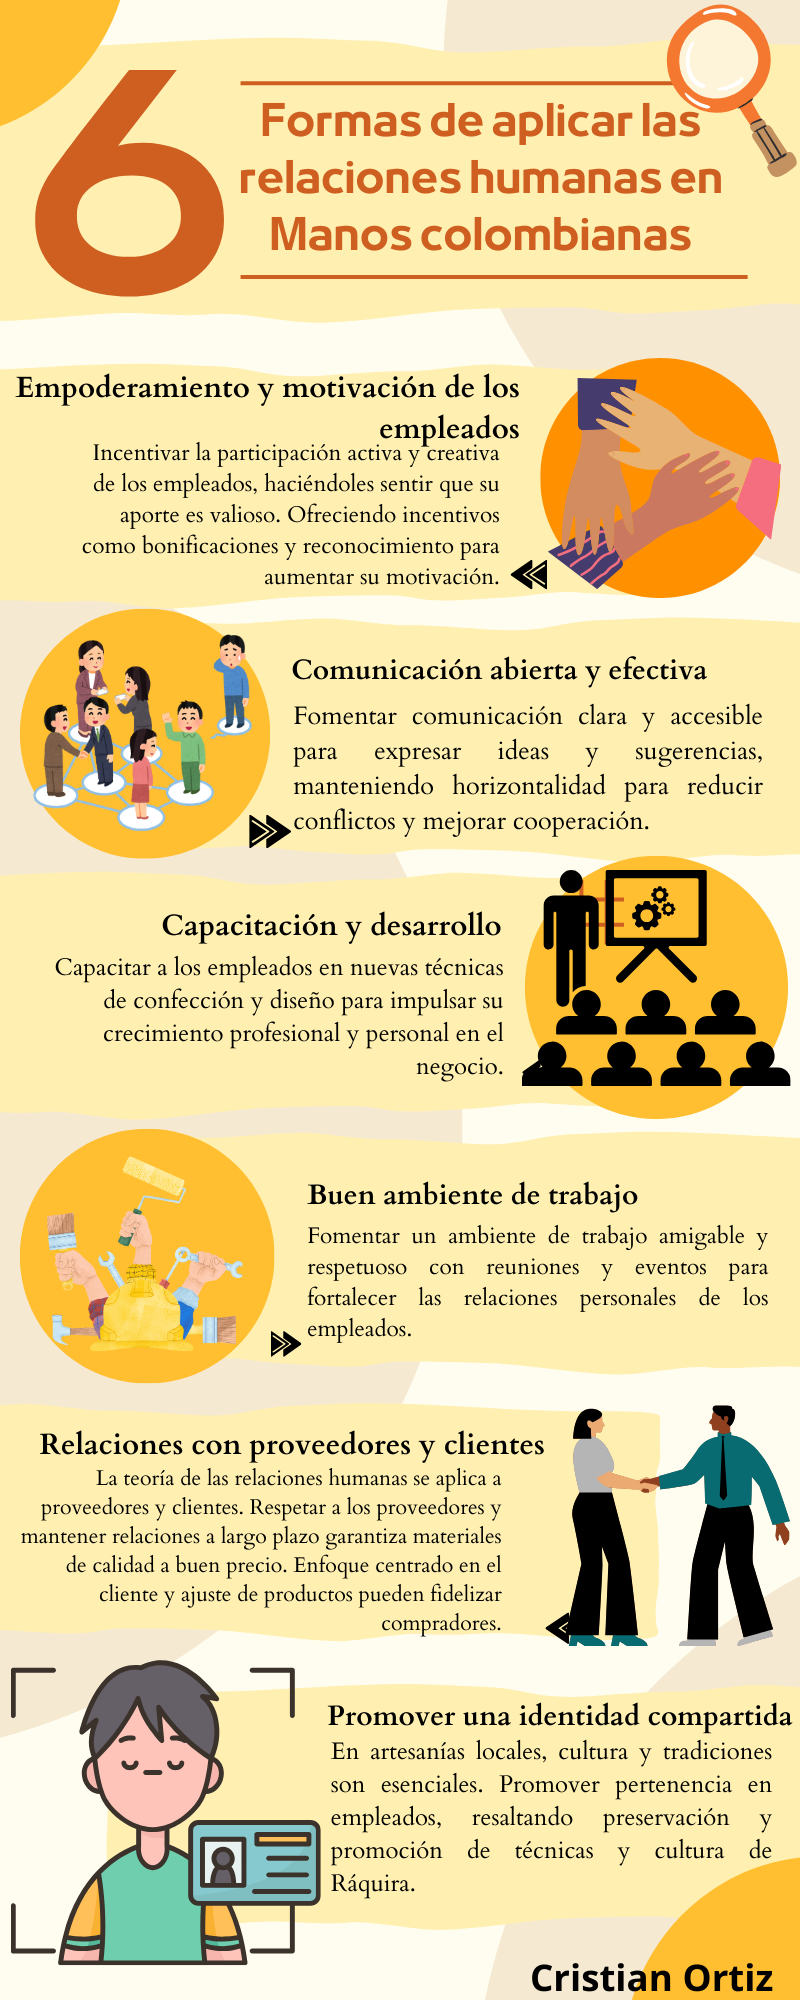 6
Formas de aplicar las
relaciones humanas en
Manos colombianas
Empoderamiento y motivación de los
empleados
Incentivar la participación activa y creativa
de los empleados, haciéndoles sentir que su
aporte es valioso. Ofreciendo incentivos
como bonificaciones y reconocimiento para
aumentar su motivación.
Comunicación abierta y efectiva
Fomentar comunicación clara y accesible
para expresar ideas y sugerencias,
manteniendo horizontalidad para reducir
conflictos y mejorar cooperación.
Capacitación y desarrollo
Capacitar a los empleados en nuevas técnicas
de confección y diseño para impulsar su
crecimiento profesional y personal en el
negocio.
Buen ambiente de trabajo
Fomentar un ambiente de trabajo amigable y
respetuoso con reuniones y eventos para
fortalecer las relaciones personales de los
empleados.
Relaciones con proveedores y clientes
La teoría de las relaciones humanas se aplica a
proveedores y clientes. Respetar a los proveedores y
mantener relaciones a largo plazo garantiza materiales
de calidad a buen precio. Enfoque centrado en el
cliente y ajuste de productos pueden fidelizar
compradores.
Promover una identidad compartida
En artesanías locales, cultura y tradiciones
son esenciales. Promover pertenencia en
empleados, resaltando preservación y
promoción de técnicas y cultura de
Ráquira.
Cristian Ortiz